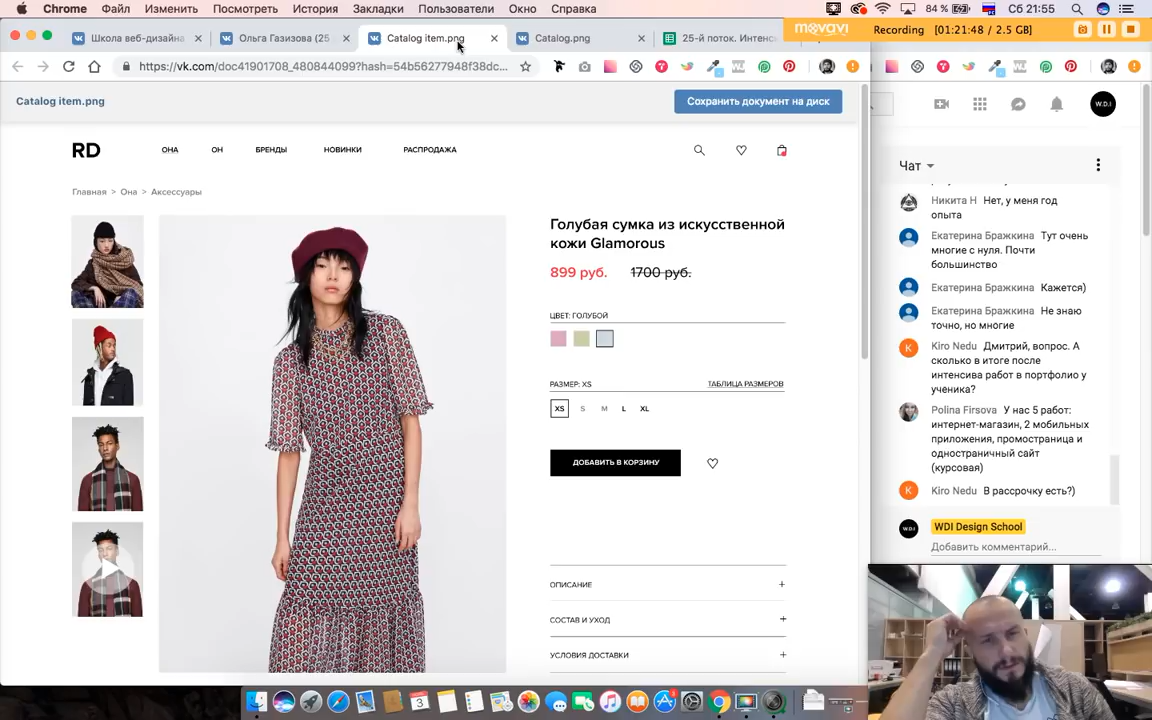 Chrome Файл Изменить Посмотреть История Закладки Пользователи Окно Справка
84 % Сб 21:55
Школа веб-дизайна
Ольга Газизова (25
Catalog item.png
Catalog.png
25-й поток. Интенс
movavi
Recording 01:21:48 / 2.5 GB
https://vk.com/doc41901708_480844099?hash=54b56277948f38dc...
Catalog item.png
Сохранить документ на диск
W.D.I
RD
ОНА ОН БРЕНДЫ НОВИНКИ РАСПРОДАЖА
Главная > Она > Аксессуары
Голубая сумка из искусственной
кожи Glamorous
899 руб. 1700 руб.
ЦВЕТ: ГОЛУБОЙ
РАЗМЕР: XS ТАБЛИЦА РАЗМЕРОВ
XS S M L XL
ДОБАВИТЬ В КОРЗИНУ
ОПИСАНИЕ +
СОСТАВ И УХОД +
УСЛОВИЯ ДОСТАВКИ +
Чат
Никита Н Нет, у меня год
опыта
Екатерина Бражкина Тут очень
многие с нуля. Почти
большинство
Екатерина Бражкина Кажется)
Екатерина Бражкина Не знаю
точно, но многие
K
Kiro Nedu Дмитрий, вопрос. А
сколько в итоге после
интенсива работ в портфолио у
ученика?
Polina Firsova У нас 5 работ:
интернет-магазин, 2 мобильных
приложения, промостраница и
одностраничный сайт
(курсовая)
K
Kiro Nedu В рассрочку есть?)
W.D.I
WDI Design School
Добавить комментарий...
3